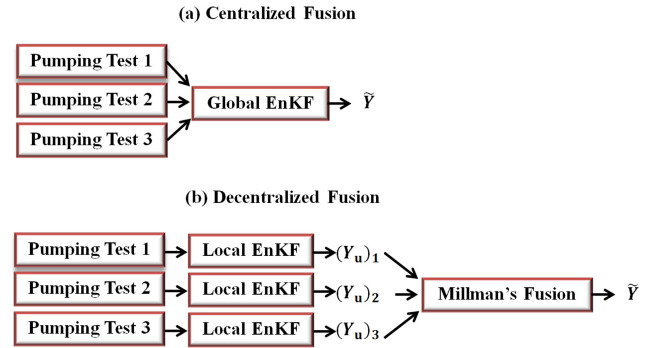 (a) Centralized Fusion
Pumping Test 1
Pumping Test 2
Pumping Test 3
Global EnKF
Ỹ
(b) Decentralized Fusion
Pumping Test 1 Local EnKF (Yᵤ)₁
Pumping Test 2 Local EnKF (Yᵤ)₂ Millman's Fusion Ỹ
Pumping Test 3 Local EnKF (Yᵤ)₃